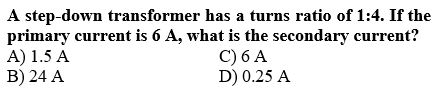 A step-down transformer has a turns ratio of 1:4. If the
primary current is 6 A, what is the secondary current?
A) 1.5 A C) 6 A
B) 24 A D) 0.25 A